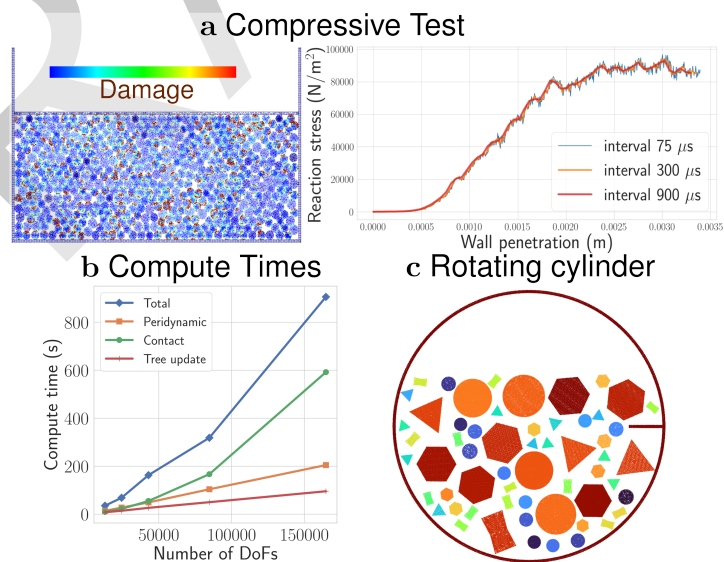 a Compressive Test
Damage
Reaction stress (N/m²)
100000
80000
60000
40000
20000
0
interval 75 μs
interval 300 μs
interval 900 μs
0.0000 0.0005 0.0010 0.0015 0.0020 0.0025 0.0030 0.0035
Wall penetration (m)
b Compute Times
Compute time (s)
800
600
400
200
0
Total
Peridynamic
Contact
Tree update
50000 100000 150000
Number of DoFs
c Rotating cylinder